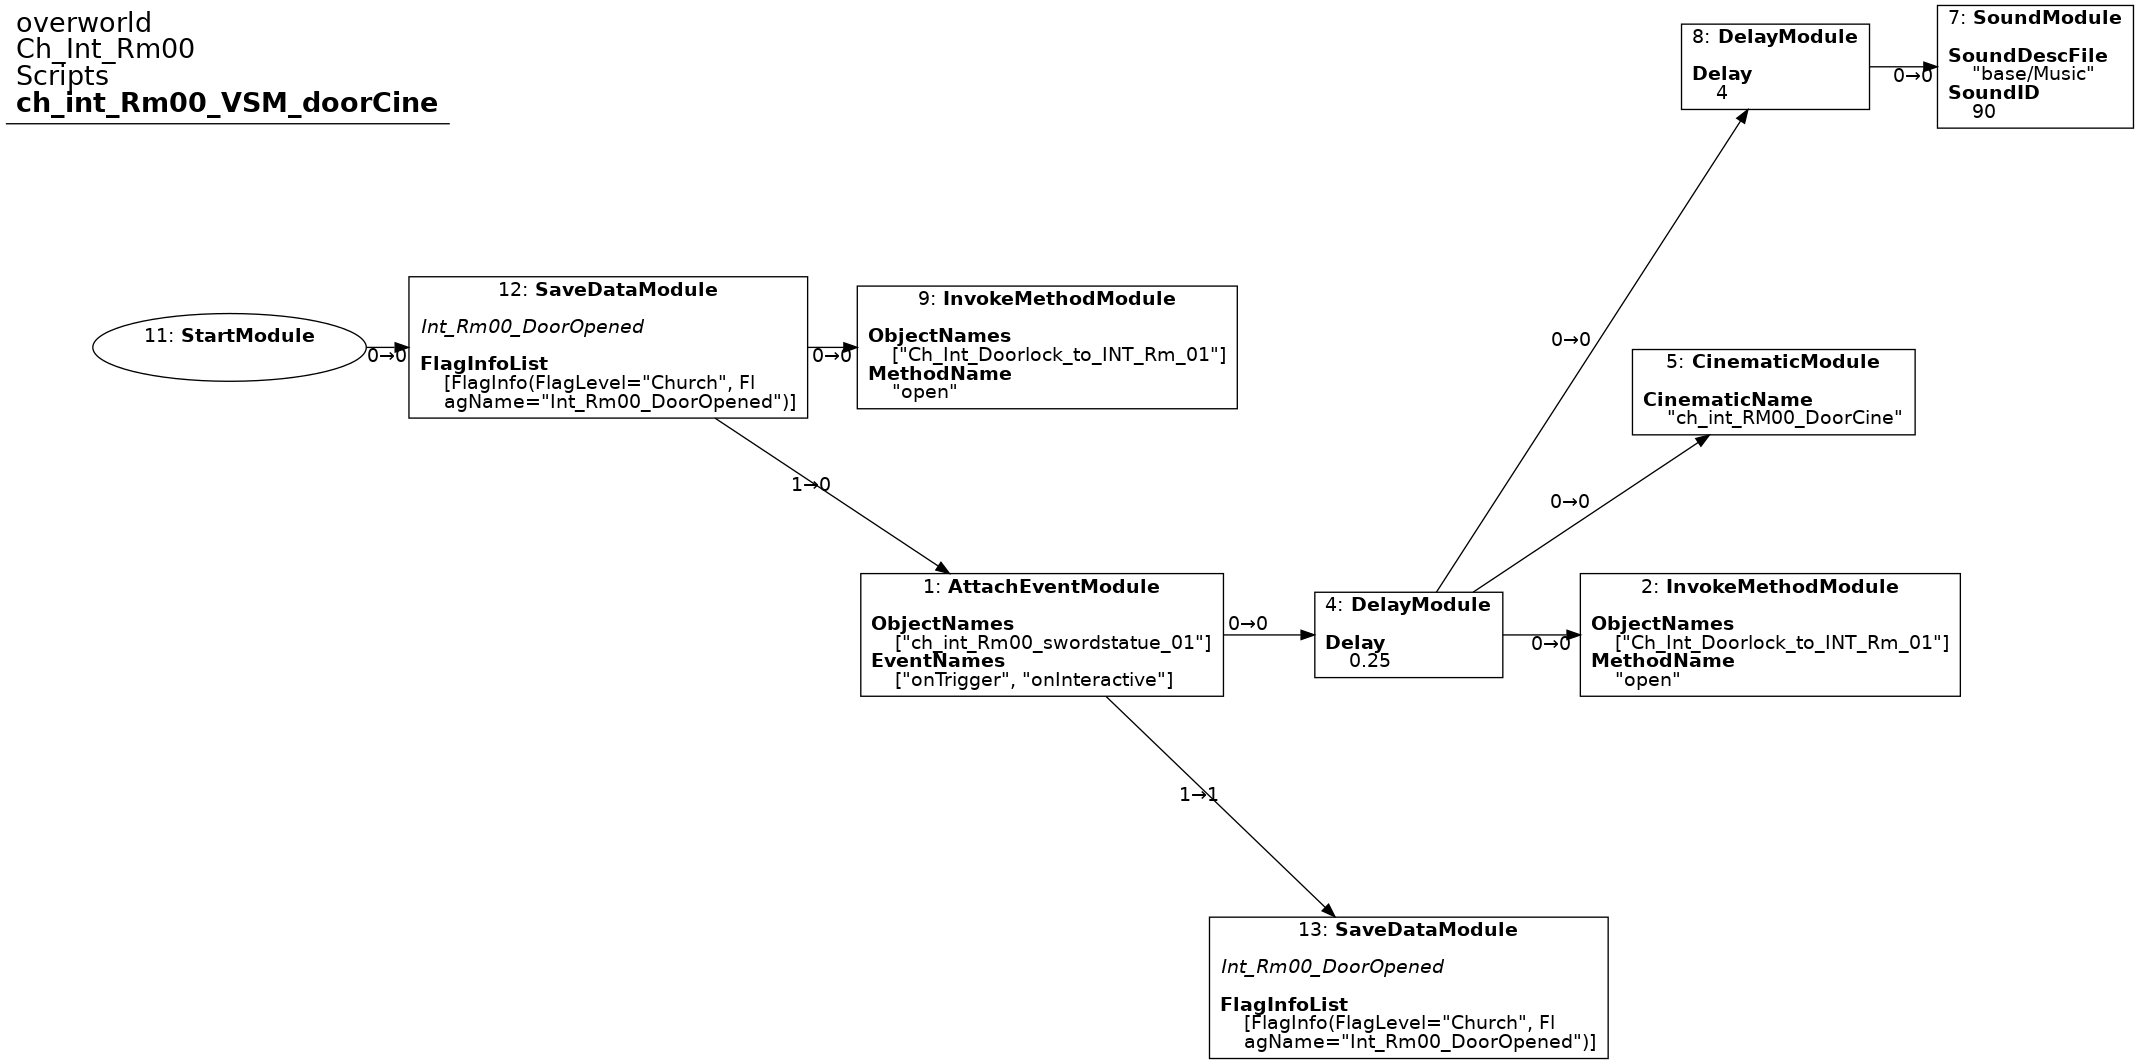 overworld
Ch_Int_Rm00
Scripts
ch_int_Rm00_VSM_doorCine
8: DelayModule
Delay
4
0→0
7: SoundModule
SoundDescFile
"base/Music"
SoundID
90
11: StartModule
0→0
12: SaveDataModule
Int_Rm00_DoorOpened
FlagInfoList
[FlagInfo(FlagLevel="Church", Fl
agName="Int_Rm00_DoorOpened")]
0→0
9: InvokeMethodModule
ObjectNames
["Ch_Int_Doorlock_to_INT_Rm_01"]
MethodName
"open"
0→0
5: CinematicModule
CinematicName
"ch_int_RM00_DoorCine"
1→0
0→0
1: AttachEventModule
ObjectNames
["ch_int_Rm00_swordstatue_01"]
EventNames
["onTrigger", "onInteractive"]
0→0
4: DelayModule
Delay
0.25
0→0
2: InvokeMethodModule
ObjectNames
["Ch_Int_Doorlock_to_INT_Rm_01"]
MethodName
"open"
1→1
13: SaveDataModule
Int_Rm00_DoorOpened
FlagInfoList
[FlagInfo(FlagLevel="Church", Fl
agName="Int_Rm00_DoorOpened")]